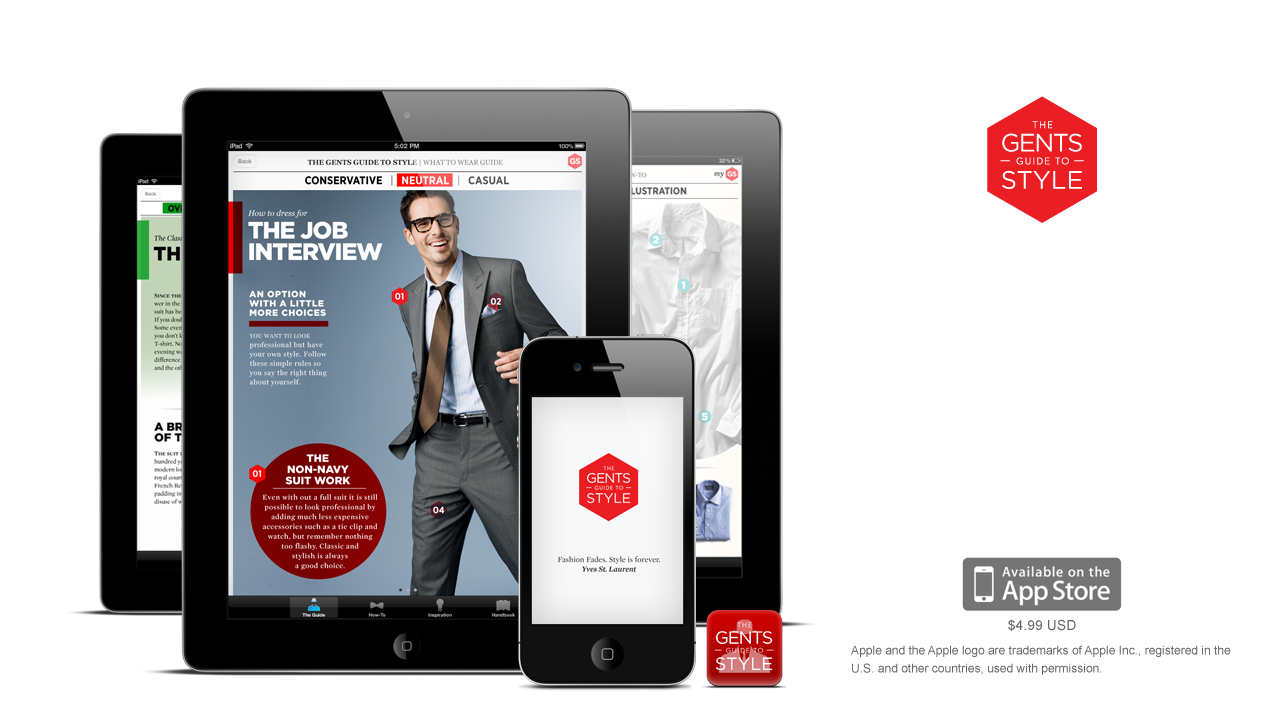 THE
GENTS
GUIDE TO
STYLE
iPad
5:02 PM
100%
Back
THE GENTS GUIDE TO STYLE | WHAT TO WEAR GUIDE
GS
CONSERVATIVE | NEUTRAL | CASUAL
How to dress for
THE JOB
INTERVIEW
AN OPTION
WITH A LITTLE
MORE CHOICES
YOU WANT TO LOOK
professional but have
your own style. Follow
these simple rules so
you say the right thing
about yourself.
01
02
04
01
THE
NON-NAVY
SUIT WORK
Even with out a full suit it is still
possible to look professional by
adding much less expensive
accessories such as a tie clip and
watch, but remember nothing
too flashy. Classic and
stylish is always
a good choice.
The Guide
How-To
Inspiration
Handbook
iPad
Back
OV
The Clas
TH
SINCE THE
wer in the
suit has be
If you doul
Some even
you don't k
T-shirt. No
evening w
difference
and the ot
A BR
OF T
THE SUIT I
hundred y
modern lo
royal court
French Re
padding in
disuse of w
32%
W-TO
my GS
LUSTRATION
2
1
5
THE
GENTS
GUIDE TO
STYLE
Fashion Fades. Style is forever.
Yves St. Laurent
THE
GENTS
GUIDE TO
STYLE
Available on the
App Store
$4.99 USD
Apple and the Apple logo are trademarks of Apple Inc., registered in the
U.S. and other countries, used with permission.